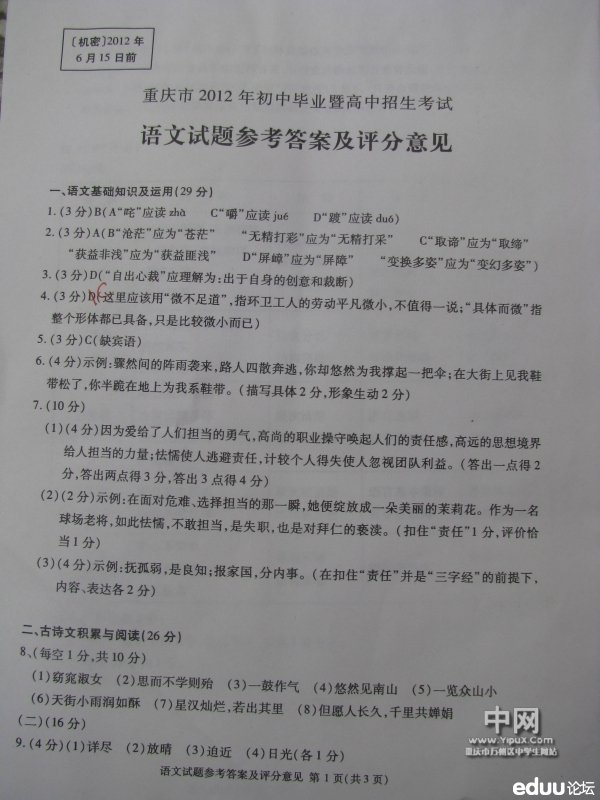 〔机密〕2012年
6月15日前
重庆市2012年初中毕业暨高中招生考试
语文试题参考答案及评分意见
一、语文基础知识及运用(29分)
1.(3分)B(A“咤”应读zhà C“嚼”应读jué D“踱”应读duó)
2.(3分)A(B“沧茫”应为“苍茫” “无精打彩”应为“无精打采” C“取谛”应为“取缔”
“获益非浅”为“获益匪浅” D“屏嶂”应为“屏障” “变换多姿”应为“变幻多姿”)
3.(3分)D(“自出心裁”应理解为:出于自身的创意和裁断)
4.(3分)D(这里应该用“微不足道”,指环卫工人的劳动平凡微小,不值得一说;“具体而微”指
整个形体都已具备,只是比较微小而已)
5.(3分)C(缺宾语)
6.(4分)示例:骤然间的阵雨袭来,路人四散奔逃,你却悠然为我撑起一把伞;在大街上见我鞋
带松了,你半跪在地上为我系鞋带。(描写具体2分,形象生动2分)
7.(10分)
(1)(4分)因为爱给了人们担当的勇气,高尚的职业操守唤起人们的责任感,高远的思想境界
给人担当的力量;怯懦使人逃避责任,计较个人得失使人忽视团队利益。(答出一点得2
分,答出两点得3分,答出3点得4分)
(2)(2分)示例:在面对危难、选择担当的那一瞬,她便绽放成一朵美丽的茉莉花。作为一名
球场老将,如此怯懦,不敢担当,是失职,也是对拜仁的亵渎。(扣住“责任”1分,评价恰
当1分)
(3)(4分)示例:抚孤弱,是良知;报家国,分内事。(在扣住“责任”并是“三字经”的前提下,
内容、表达各2分)
二、古诗文积累与阅读(26分)
8、(每空1分,共10分)
(1)窈窕淑女 (2)思而不学则殆 (3)一鼓作气 (4)悠然见南山 (5)一览众山小
(6)天街小雨润如酥 (7)星汉灿烂,若出其里 (8)但愿人长久,千里共婵娟
(二)(16分)
9.(4分)(1)详尽 (2)放晴 (3)迫近 (4)日光(各1分)
语文试题参考答案及评分意见 第1页(共3页)
中网
www.YipuX.com
重庆市万州区中学生网站
eduu论坛